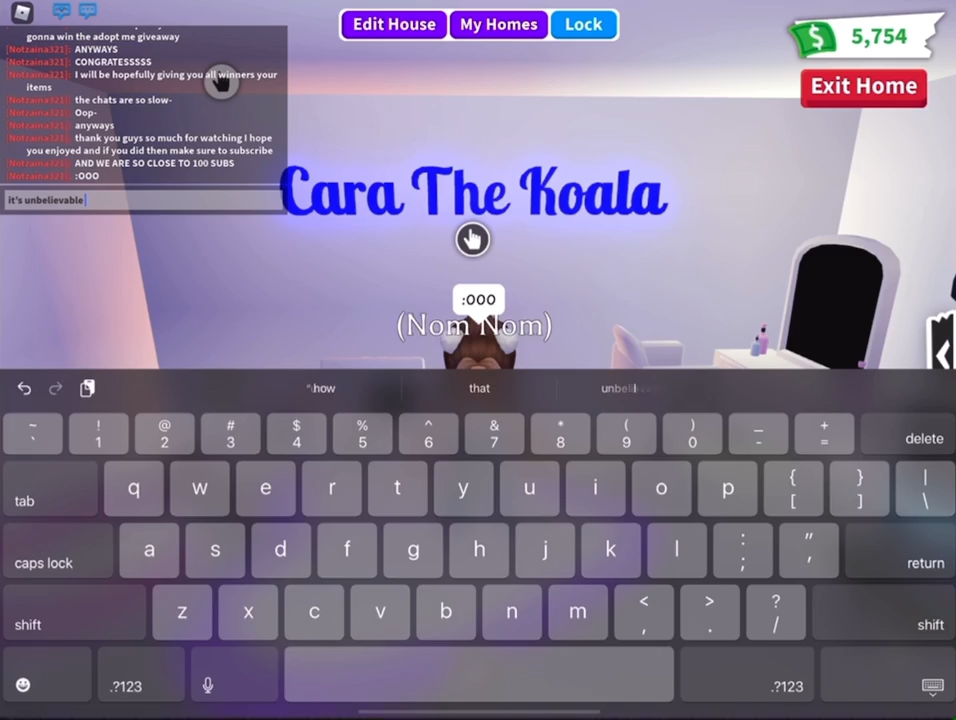 Edit House
My Homes
Lock
5,754
Exit Home
gonna win the adopt me giveaway
[Notzaina321]: ANYWAYS
[Notzaina321]: CONGRATESSSSS
[Notzaina321]: I will be hopefully giving you all winners your
items
[Notzaina321]: the chats are so slow-
[Notzaina321]: Oop-
[Notzaina321]: anyways
[Notzaina321]: thank you guys so much for watching I hope
you enjoyed and if you did then make sure to subscribe
[Notzaina321]: AND WE ARE SO CLOSE TO 100 SUBS
[Notzaina321]: :OOO
it's unbelievable
Cara The Koala
:OOO
(Nom Nom)
how that
~ ! @ # $ % ^ & * ( ) _ +
` 1 2 3 4 5 6 7 8 9 0 - = delete
tab q w e r t y u i o p { [ } ] | \
caps lock a s d f g h j k l : ; " ' return
shift z x c v b n m < , > . ? / shift
.?123 .?123